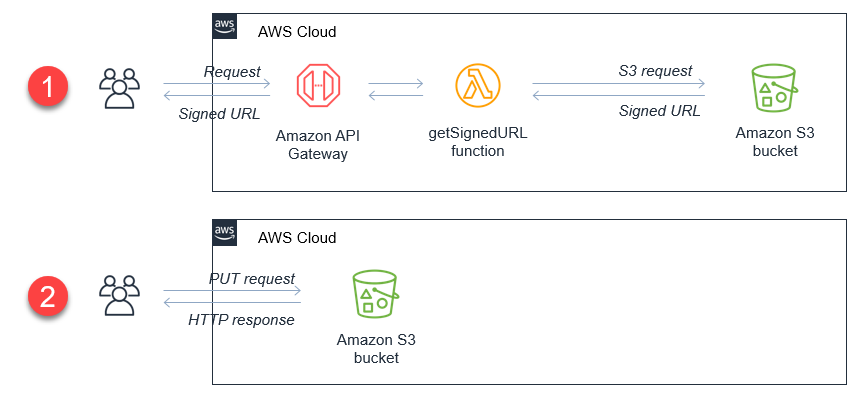 aws
AWS Cloud
1
Request
Signed URL
Amazon API
Gateway
getSignedURL
function
S3 request
Signed URL
Amazon S3
bucket
aws
AWS Cloud
2
PUT request
HTTP response
Amazon S3
bucket